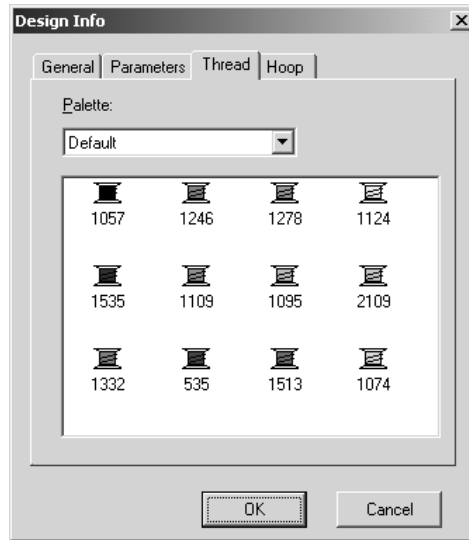 Design Info
General Parameters Thread Hoop
Palette:
Default
1057 1246 1278 1124
1535 1109 1095 2109
1332 535 1513 1074
OK Cancel